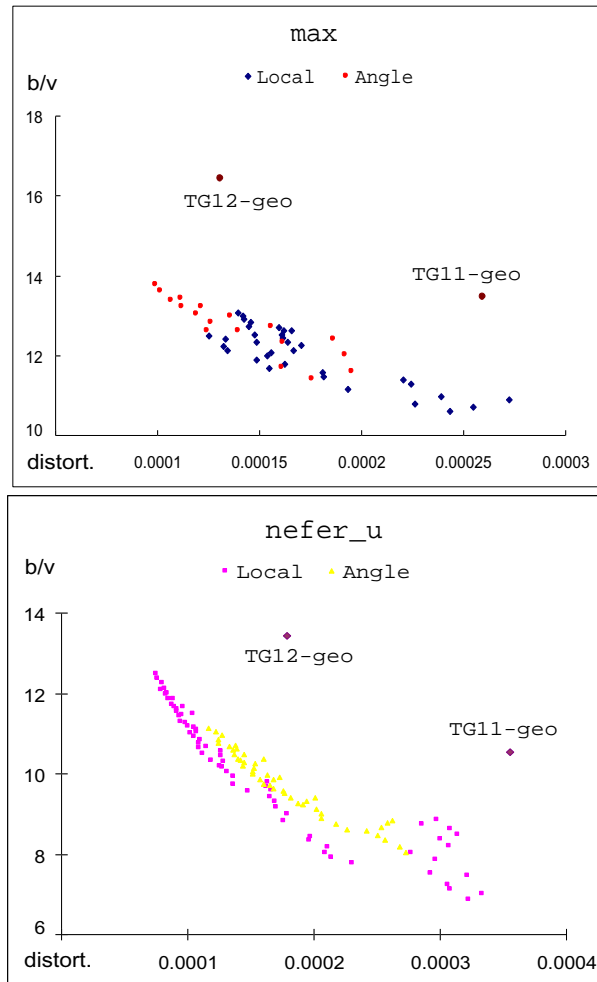 max
b/v
Local Angle
18
16
TG12-geo
14
TG11-geo
12
10
distort. 0.0001 0.00015 0.0002 0.00025 0.0003
nefer_u
b/v
Local Angle
14
TG12-geo
12
TG11-geo
10
8
6
distort. 0.0001 0.0002 0.0003 0.0004